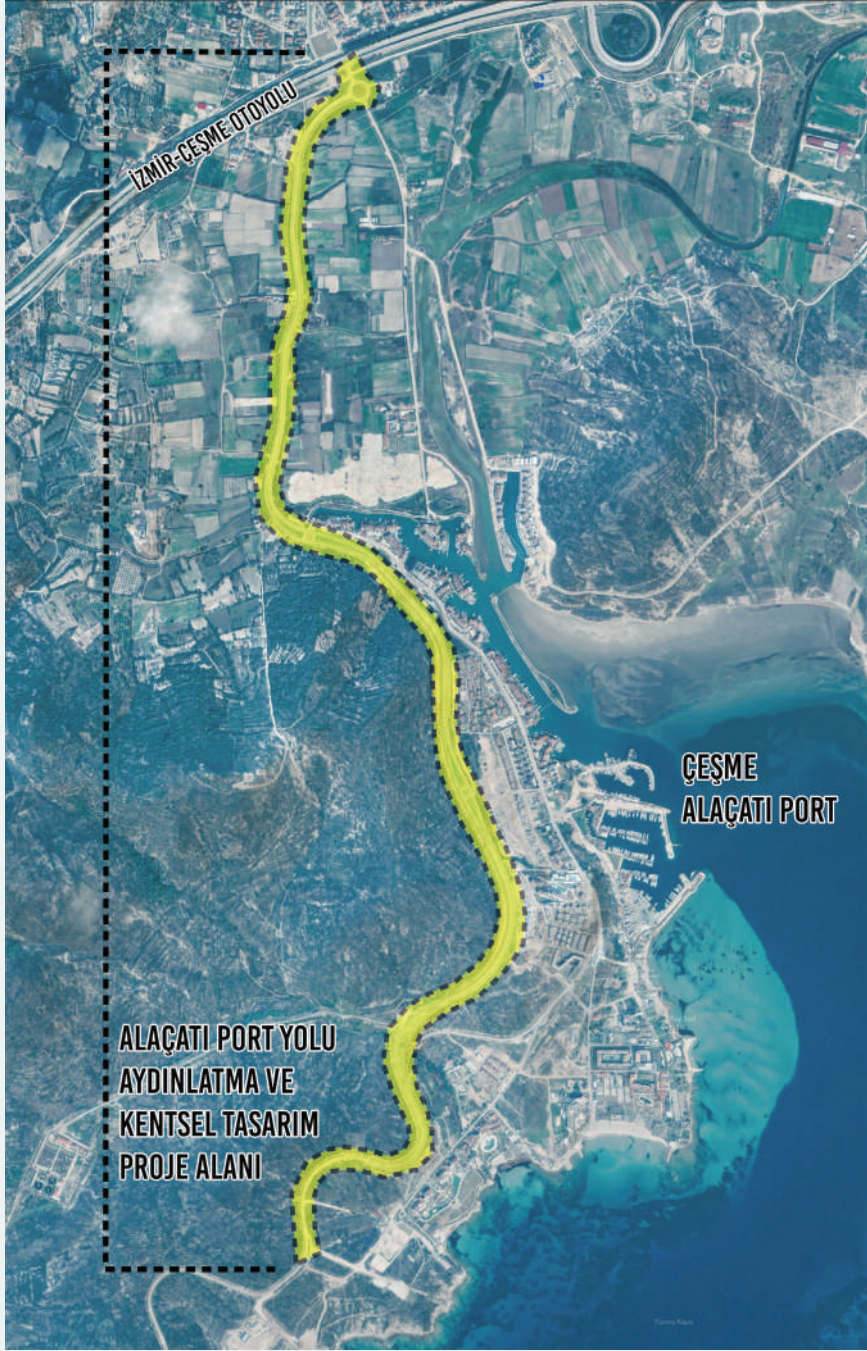 İZMİR-ÇEŞME OTOYOLU
ÇEŞME
ALAÇATI PORT
ALAÇATI PORT YOLU
AYDINLATMA VE
KENTSEL TASARIM
PROJE ALANI